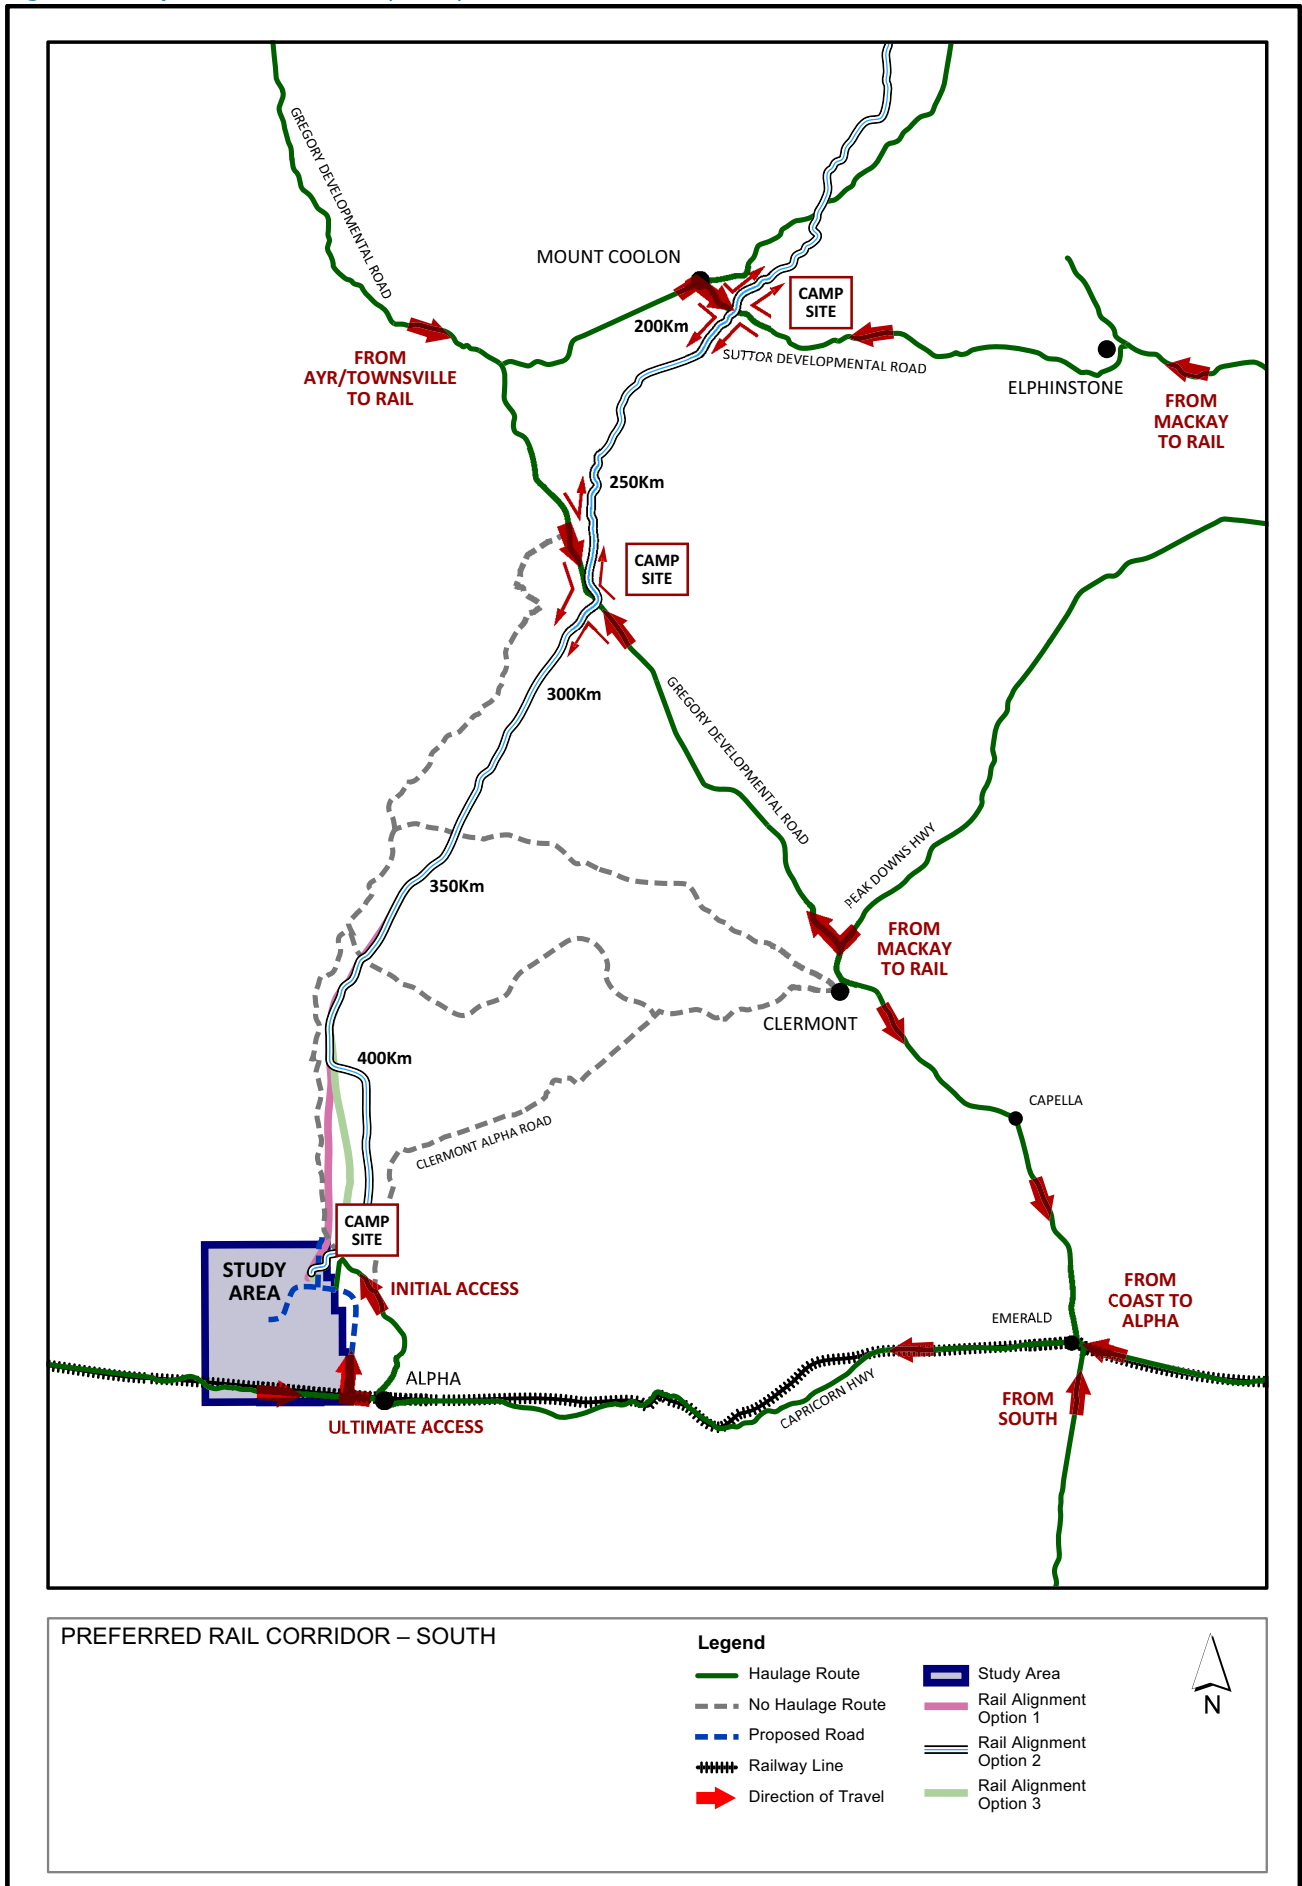 GREGORY DEVELOPMENTAL ROAD
MOUNT COOLON
CAMP
SITE
200Km
SUTTOR DEVELOPMENTAL ROAD
FROM
AYR/TOWNSVILLE
TO RAIL
ELPHINSTONE
FROM
MACKAY
TO RAIL
250Km
CAMP
SITE
300Km
GREGORY DEVELOPMENTAL ROAD
PEAK DOWNS HWY
350Km
FROM
MACKAY
TO RAIL
CLERMONT
400Km
CAPELLA
CLERMONT ALPHA ROAD
CAMP
SITE
STUDY
AREA
INITIAL ACCESS
FROM
COAST TO
ALPHA
EMERALD
ALPHA
CAPRICORN HWY
FROM
SOUTH
ULTIMATE ACCESS
PREFERRED RAIL CORRIDOR – SOUTH
Legend
Haulage Route
No Haulage Route
Proposed Road
Railway Line
Direction of Travel
Study Area
Rail Alignment
Option 1
Rail Alignment
Option 2
Rail Alignment
Option 3
N